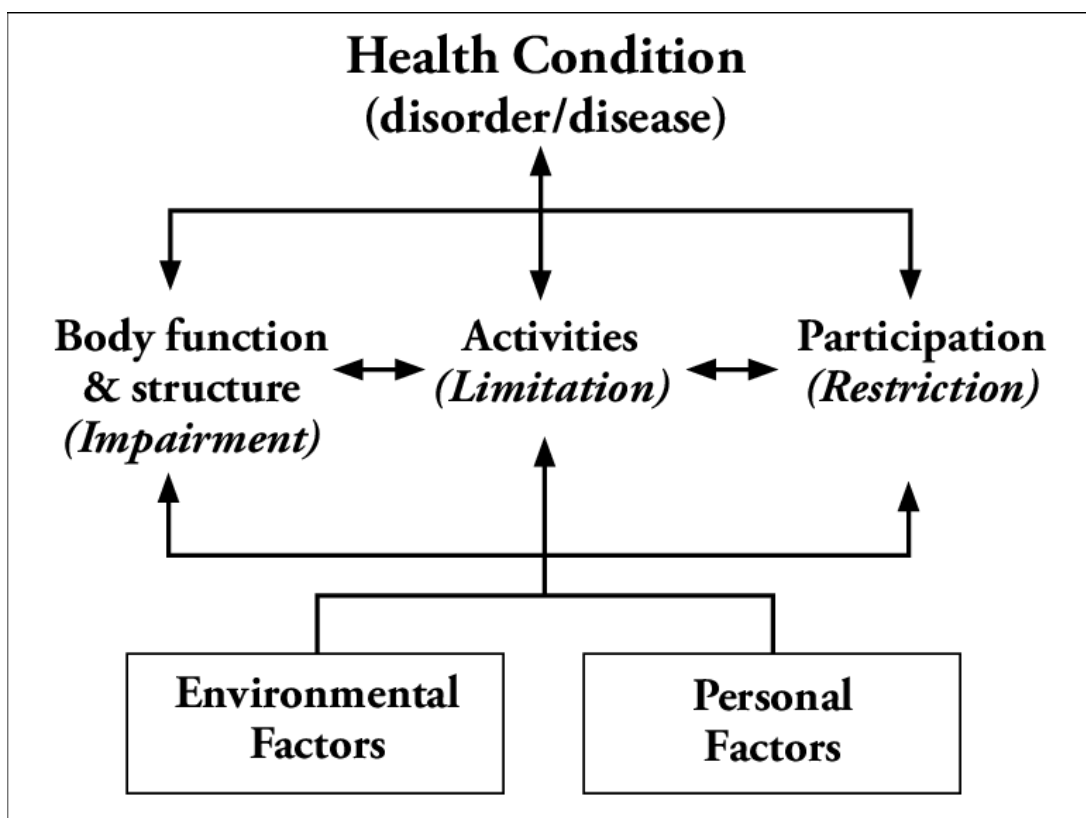 Health Condition
(disorder/disease)
Body function
& structure
(Impairment)
Activities
(Limitation)
Participation
(Restriction)
Environmental
Factors
Personal
Factors